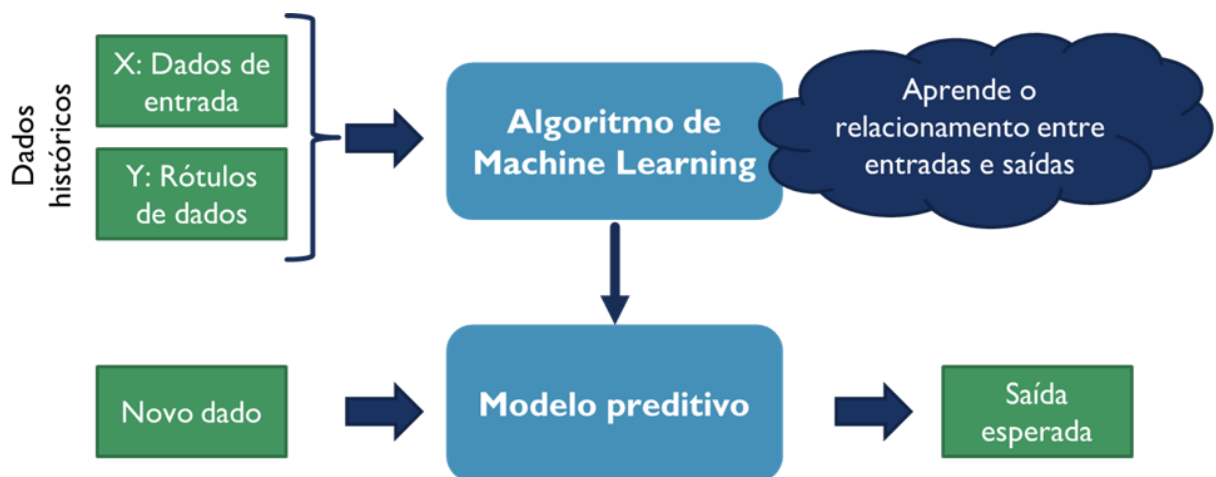 Dados
históricos
X: Dados de
entrada
Y: Rótulos
de dados
Algoritmo de
Machine Learning
Aprende o
relacionamento entre
entradas e saídas
Novo dado
Modelo preditivo
Saída
esperada